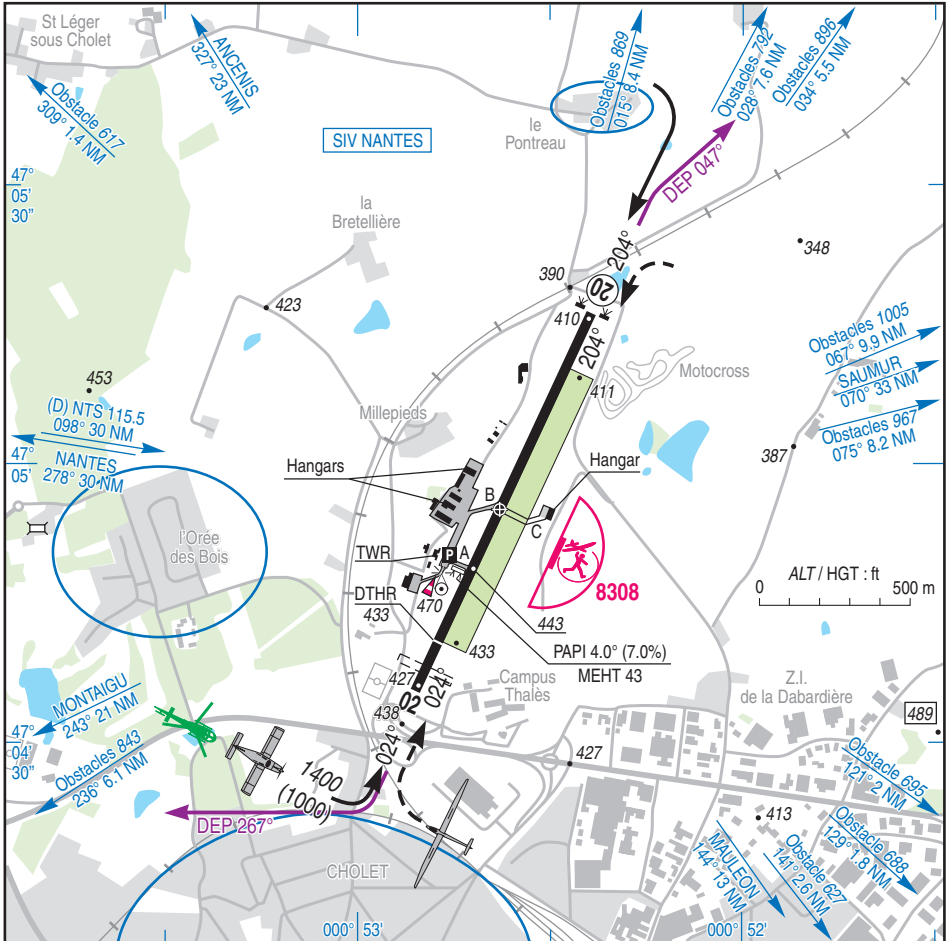 St Léger
sous Cholet
ANCENIS
327° 23 NM
Obstacle 617
309° 1.4 NM
SIV NANTES
Obstacles 869
015° 8.4 NM
Obstacles 792
028° 7.6 NM
Obstacles 896
034° 5.5 NM
le
Pontreau
DEP 047°
47°
05'
30"
la
Bretellière
204°
348
390
20
423
410
204°
Obstacles 1005
067° 9.9 NM
SAUMUR
070° 33 NM
Obstacles 967
075° 8.2 NM
Motocross
411
453
(D) NTS 115.5
098° 30 NM
NANTES
278° 30 NM
Millepieds
387
47°
05'
Hangars
Hangar
B
C
l'Orée
des Bois
TWR
P
A
8308
ALT / HGT : ft
0
500 m
DTHR
433
470
443
433
PAPI 4.0° (7.0%)
MEHT 43
427
024°
02
Campus
Thalès
Z.I.
de la Dabardière
MONTAIGU
243° 21 NM
438
489
47°
04'
30"
Obstacles 843
236° 6.1 NM
024°
427
1400
(1000)
Obstacle 695
121° 2 NM
DEP 267°
413
Obstacle 688
129° 1.8 NM
Obstacle 627
141° 2.6 NM
MAULEON
144° 13 NM
CHOLET
000° 53'
000° 52'